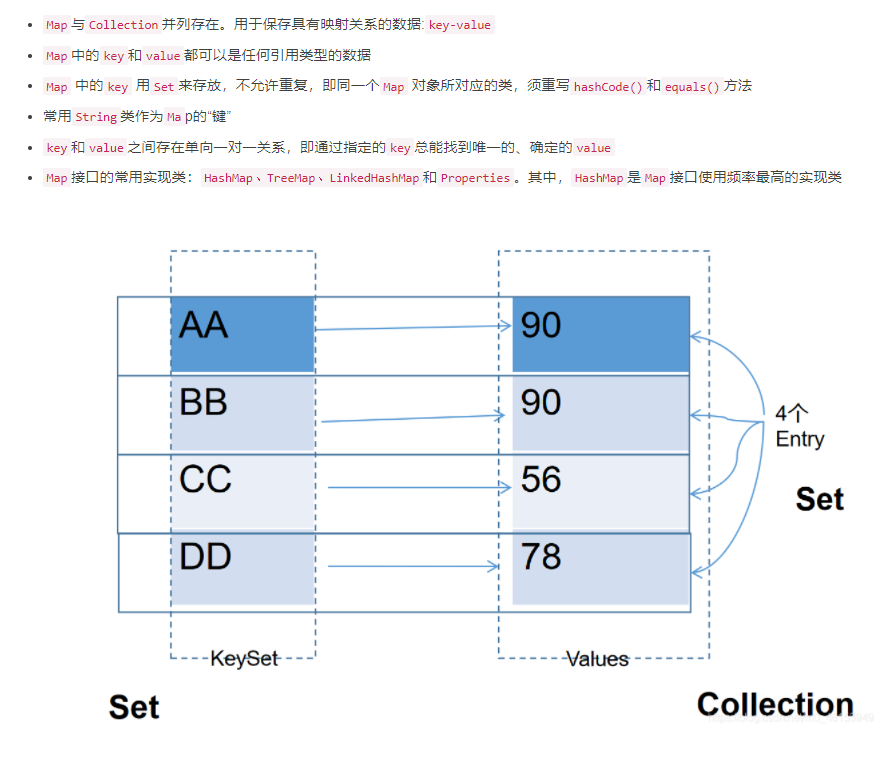 Map 与 Collection 并列存在。用于保存具有映射关系的数据: key-value
Map 中的 key 和 value 都可以是任何引用类型的数据
Map 中的 key 用 Set 来存放，不允许重复，即同一个 Map 对象所对应的类，须重写 hashCode() 和 equals() 方法
常用 String 类作为 Map的“键”
key 和 value 之间存在单向一对一关系，即通过指定的 key 总能找到唯一的、确定的 value
Map 接口的常用实现类： HashMap、TreeMap、LinkedHashMap 和 Properties 。其中， HashMap 是 Map 接口使用频率最高的实现类
AA 90
BB 90
CC 56
DD 78
4个
Entry
Set
KeySet Values
Set Collection